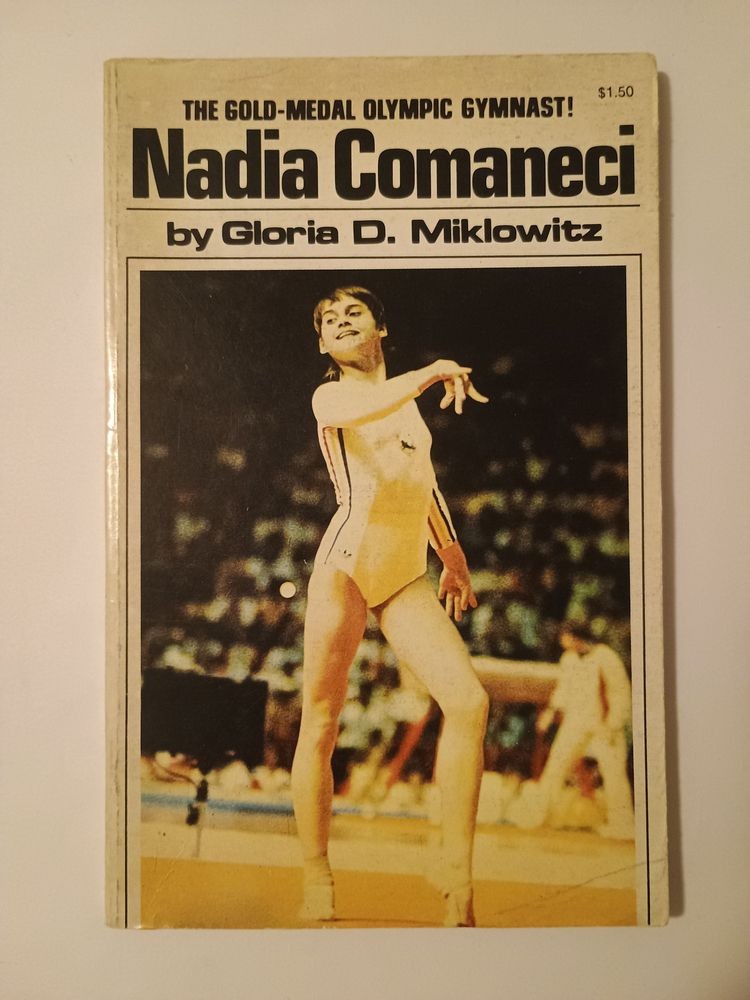 $1.50
THE GOLD-MEDAL OLYMPIC GYMNAST!
Nadia Comaneci
by Gloria D. Miklowitz